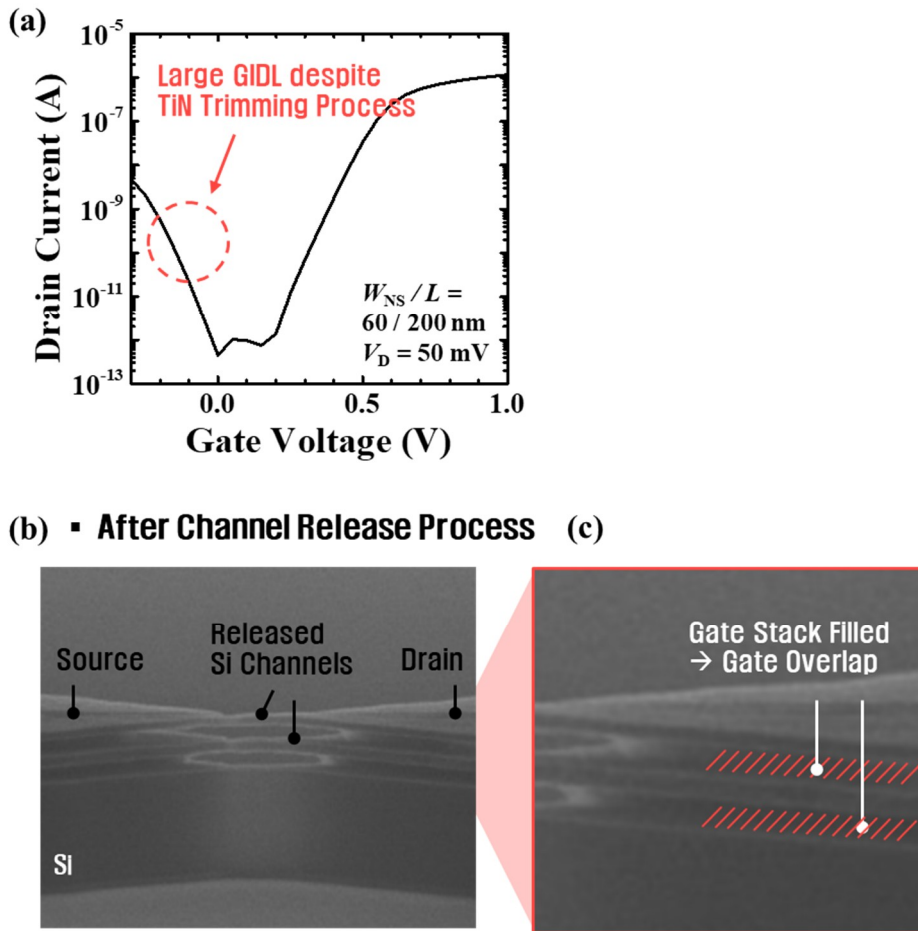 (a)
10⁻⁵
10⁻⁷
10⁻⁹
10⁻¹¹
10⁻¹³
Drain Current (A)
Large GIDL despite
TiN Trimming Process
W_NS / L =
60 / 200 nm
V_D = 50 mV
0.0
0.5
1.0
Gate Voltage (V)
(b) ▪ After Channel Release Process
(c)
Source
Released
Si Channels
Drain
Si
Gate Stack Filled
→ Gate Overlap